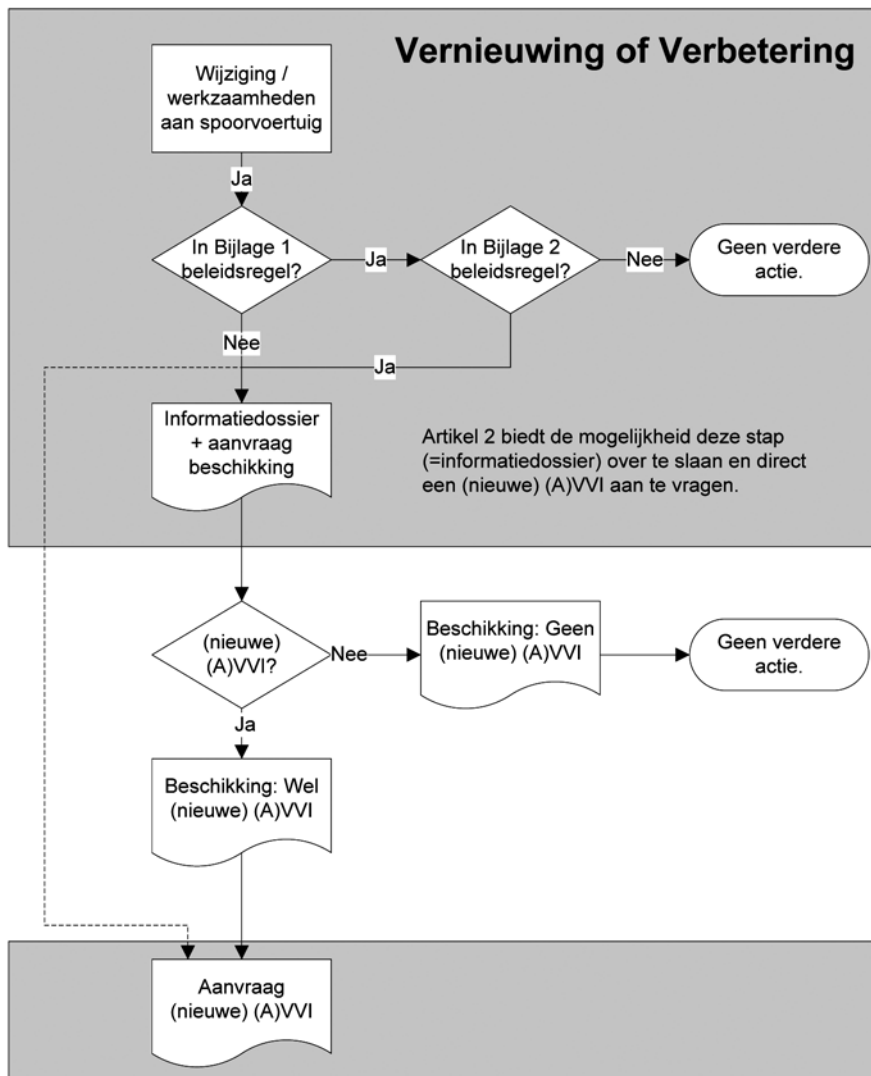 Vernieuwing of Verbetering
Wijziging /
werkzaamheden
aan spoorvoertuig
Ja
In Bijlage 1
beleidsregel?
Ja
In Bijlage 2
beleidsregel?
Nee
Geen verdere
actie.
Nee
Ja
Informatiedossier
+ aanvraag
beschikking
Artikel 2 biedt de mogelijkheid deze stap
(=informatiedossier) over te slaan en direct
een (nieuwe) (A)VVI aan te vragen.
(nieuwe)
(A)VVI?
Nee
Beschikking: Geen
(nieuwe) (A)VVI
Geen verdere
actie.
Ja
Beschikking: Wel
(nieuwe) (A)VVI
Aanvraag
(nieuwe) (A)VVI